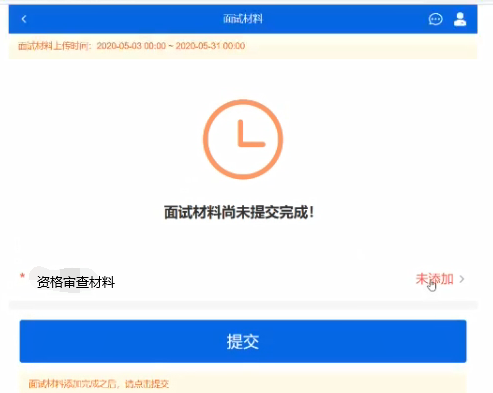 面试材料
面试材料上传时间：2020-05-03 00:00 ~ 2020-05-31 00:00
面试材料尚未提交完成！
* 资格审查材料 未添加 >
提交
面试材料添加完成之后，请点击提交